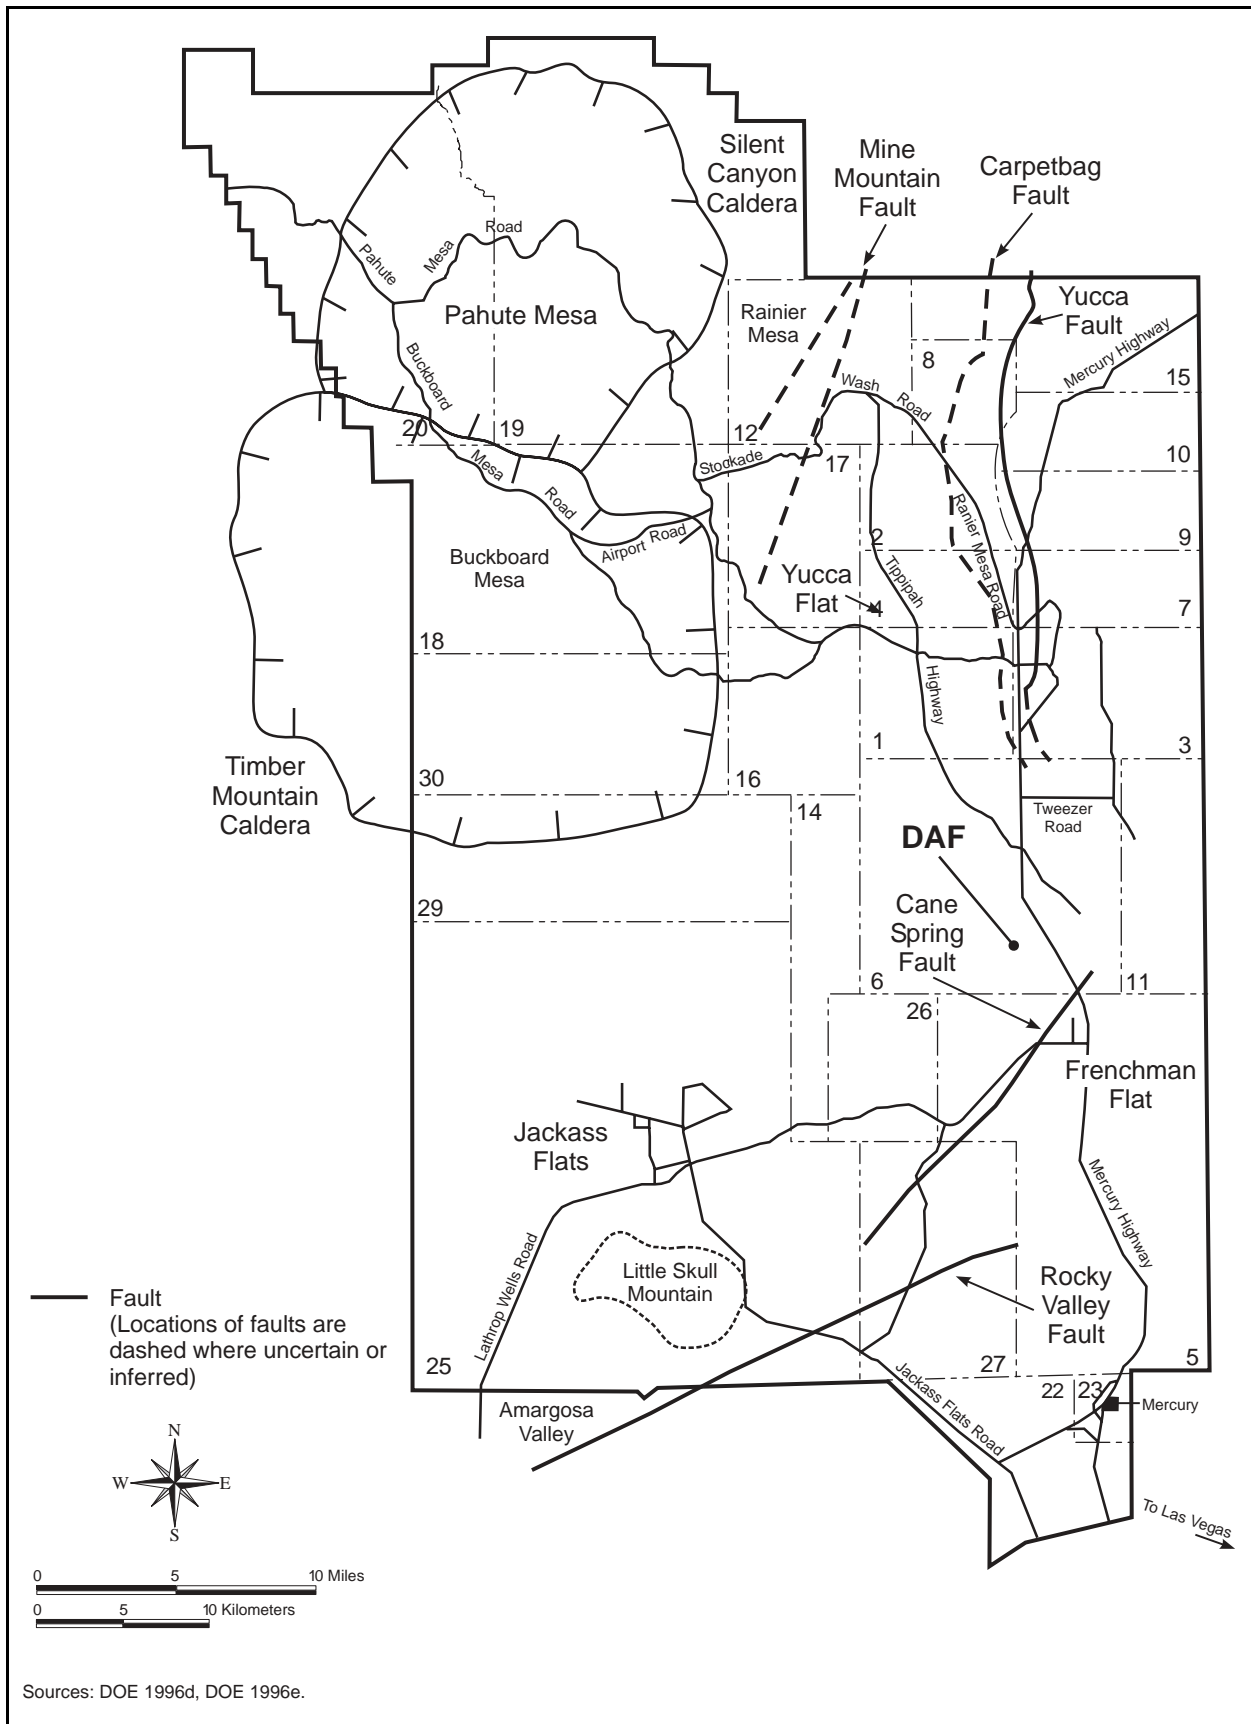 Silent
Canyon
Caldera
Mine
Mountain
Fault
Carpetbag
Fault
Pahute
Mesa
Road
Pahute Mesa
Rainier
Mesa
Yucca
Fault
Mercury Highway
8
15
Buckboard
Mesa
Road
Wash
Road
20
19
12
Stockade
17
10
Buckboard
Mesa
Airport Road
2
Tippipah
Highway
Ranier Mesa Road
9
Yucca
Flat
4
7
18
1
3
Timber
Mountain
Caldera
30
16
14
Tweezer
Road
DAF
29
Cane
Spring
Fault
6
11
26
Frenchman
Flat
Jackass
Flats
Mercury Highway
Lathrop Wells Road
Little Skull
Mountain
Rocky
Valley
Fault
Fault
(Locations of faults are
dashed where uncertain or
inferred)
25
27
5
Jackass Flats Road
22
23
Mercury
Amargosa
Valley
N
W
E
S
To Las Vegas
0 5 10 Miles
0 5 10 Kilometers
Sources: DOE 1996d, DOE 1996e.